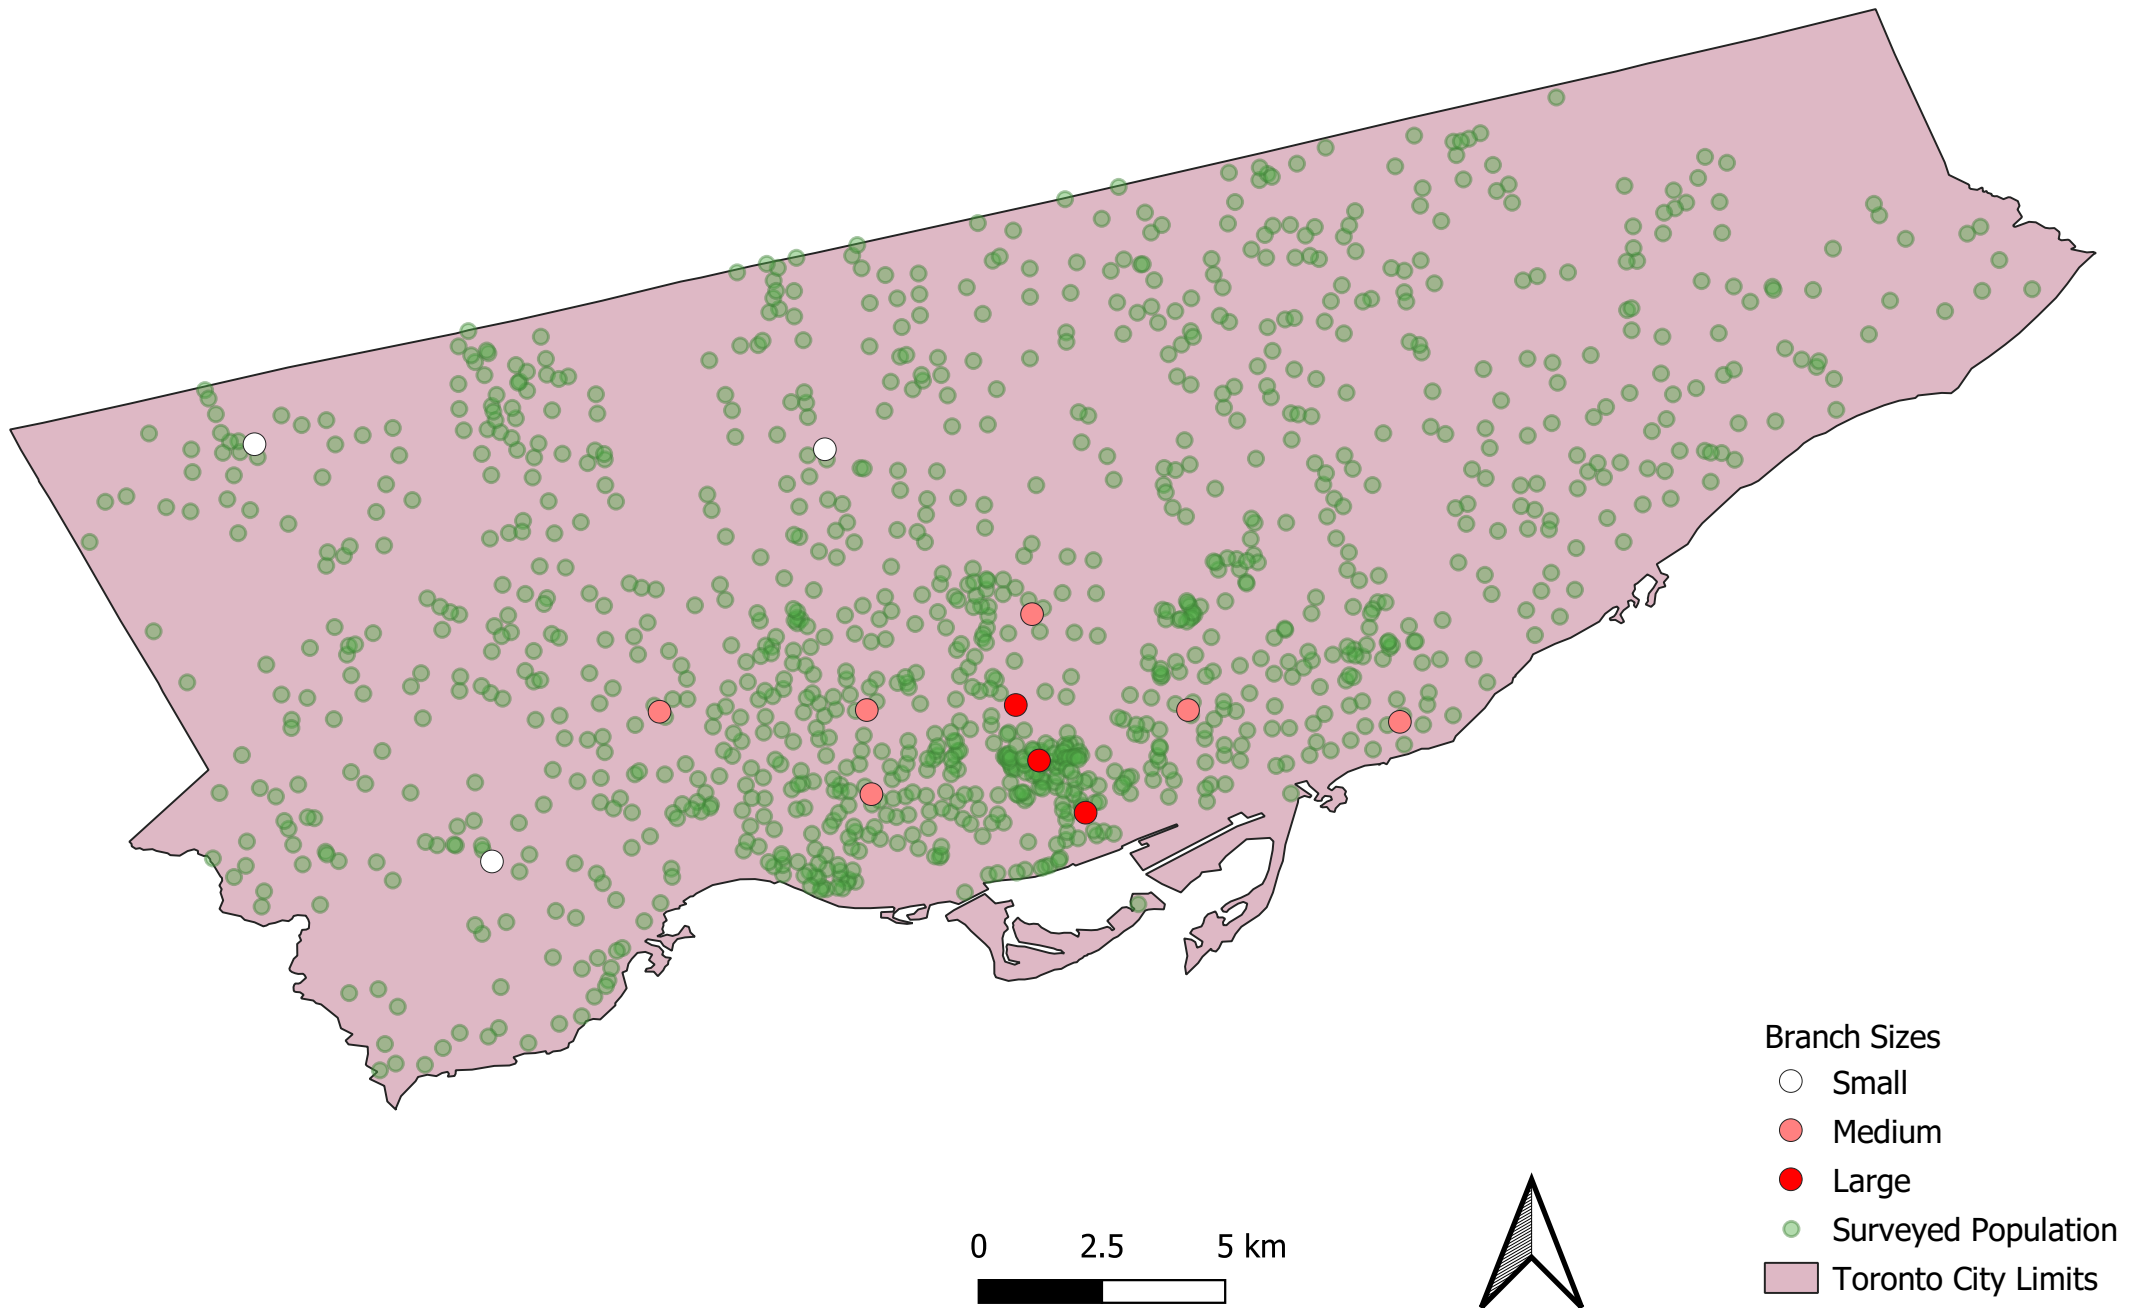 Branch Sizes
Small
Medium
Large
Surveyed Population
Toronto City Limits
0 2.5 5 km